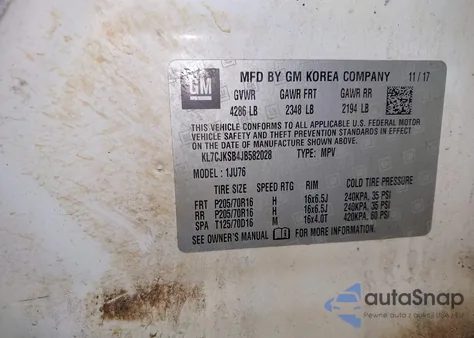 GM
MFD BY GM KOREA COMPANY 11/17
GVWR GAWR FRT GAWR RR
4286 LB 2348 LB 2194 LB
THIS VEHICLE CONFORMS TO ALL APPLICABLE U.S. FEDERAL MOTOR
VEHICLE SAFETY, BUMPER, AND THEFT PREVENTION STANDARDS IN
EFFECT ON THE DATE OF MANUFACTURE SHOWN ABOVE.
KL7CJKSB4JB582028 TYPE: MPV
MODEL: 1JU76
TIRE SIZE SPEED RTG RIM COLD TIRE PRESSURE
FRT P205/70R16 H 16x6.5J 240KPA, 35 PSI
RR P205/70R16 H 16x6.5J 240KPA, 35 PSI
SPA T125/70D16 M 16x4.0T 420KPA, 60 PSI
SEE OWNER'S MANUAL FOR MORE INFORMATION.
autoSnap
Pewne auto z aukcji